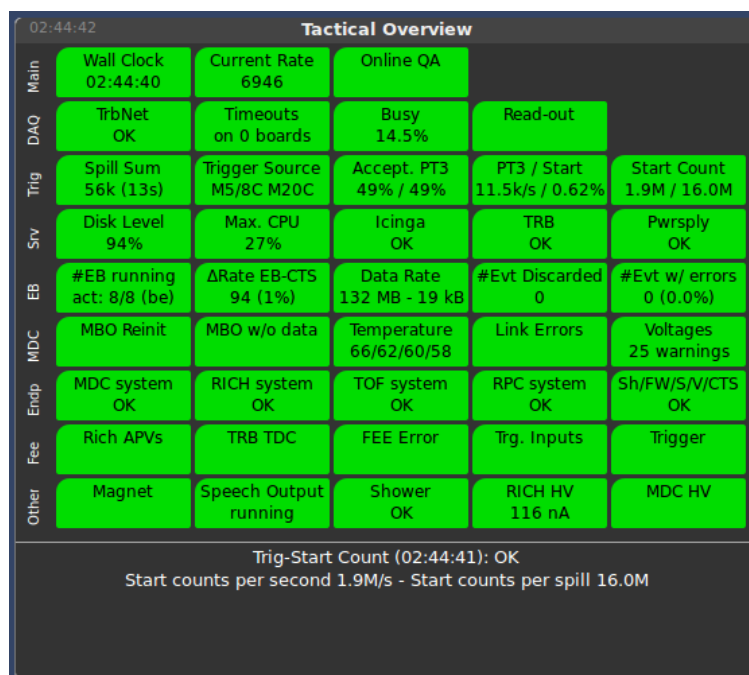 02:44:42
Tactical Overview
Main
Wall Clock
02:44:40
Current Rate
6946
Online QA
DAQ
TrbNet
OK
Timeouts
on 0 boards
Busy
14.5%
Read-out
Trig
Spill Sum
56k (13s)
Trigger Source
M5/8C M20C
Accept. PT3
49% / 49%
PT3 / Start
11.5k/s / 0.62%
Start Count
1.9M / 16.0M
Srv
Disk Level
94%
Max. CPU
27%
Icinga
OK
TRB
OK
Pwrsply
OK
EB
#EB running
act: 8/8 (be)
ΔRate EB-CTS
94 (1%)
Data Rate
132 MB - 19 kB
#Evt Discarded
0
#Evt w/ errors
0 (0.0%)
MDC
MBO Reinit
MBO w/o data
Temperature
66/62/60/58
Link Errors
Voltages
25 warnings
Endp
MDC system
OK
RICH system
OK
TOF system
OK
RPC system
OK
Sh/FW/S/V/CTS
OK
Fee
Rich APVs
TRB TDC
FEE Error
Trg. Inputs
Trigger
Other
Magnet
Speech Output
running
Shower
OK
RICH HV
116 nA
MDC HV
Trig-Start Count (02:44:41): OK
Start counts per second 1.9M/s - Start counts per spill 16.0M